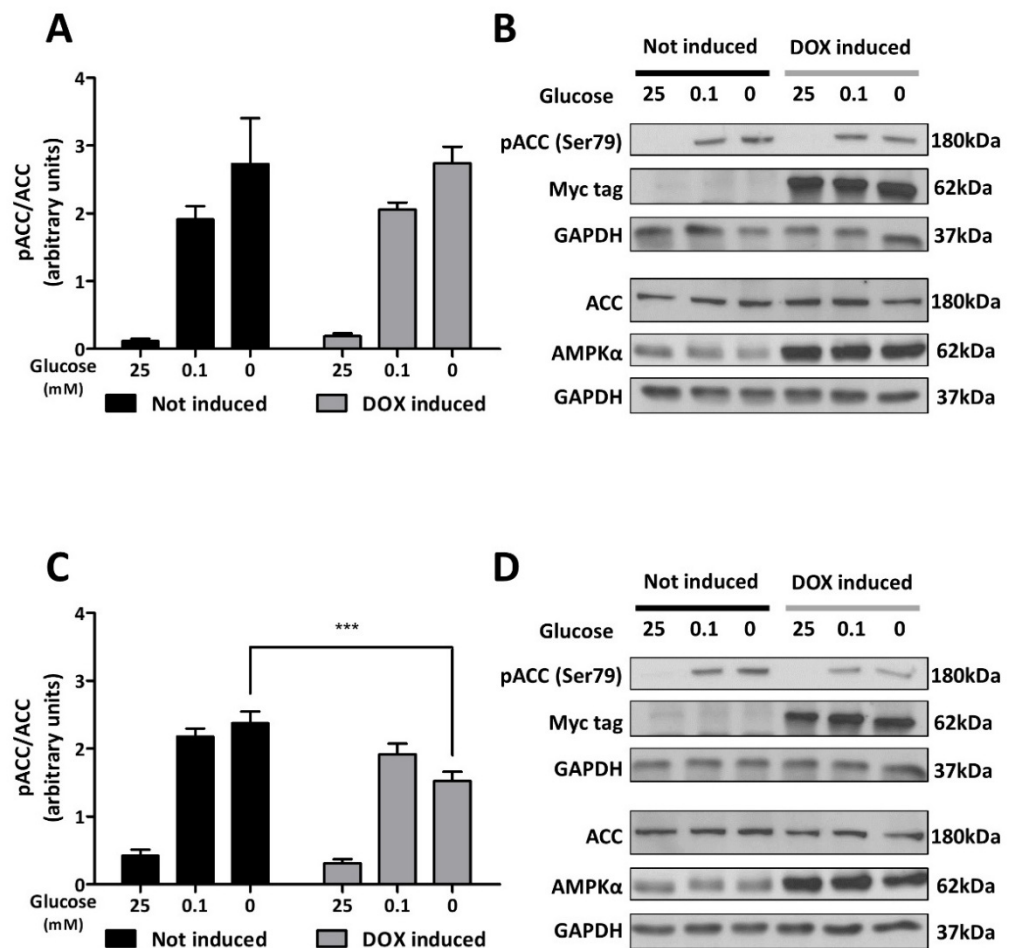 A
pACC/ACC
(arbitrary units)
4
3
2
1
0
Glucose
(mM)
25 0.1 0 25 0.1 0
Not induced DOX induced
B
Not induced DOX induced
Glucose 25 0.1 0 25 0.1 0
pACC (Ser79) 180kDa
Myc tag 62kDa
GAPDH 37kDa
ACC 180kDa
AMPKα 62kDa
GAPDH 37kDa
C
pACC/ACC
(arbitrary units)
4
3
2
1
0
***
Glucose
(mM)
25 0.1 0 25 0.1 0
Not induced DOX induced
D
Not induced DOX induced
Glucose 25 0.1 0 25 0.1 0
pACC (Ser79) 180kDa
Myc tag 62kDa
GAPDH 37kDa
ACC 180kDa
AMPKα 62kDa
GAPDH 37kDa